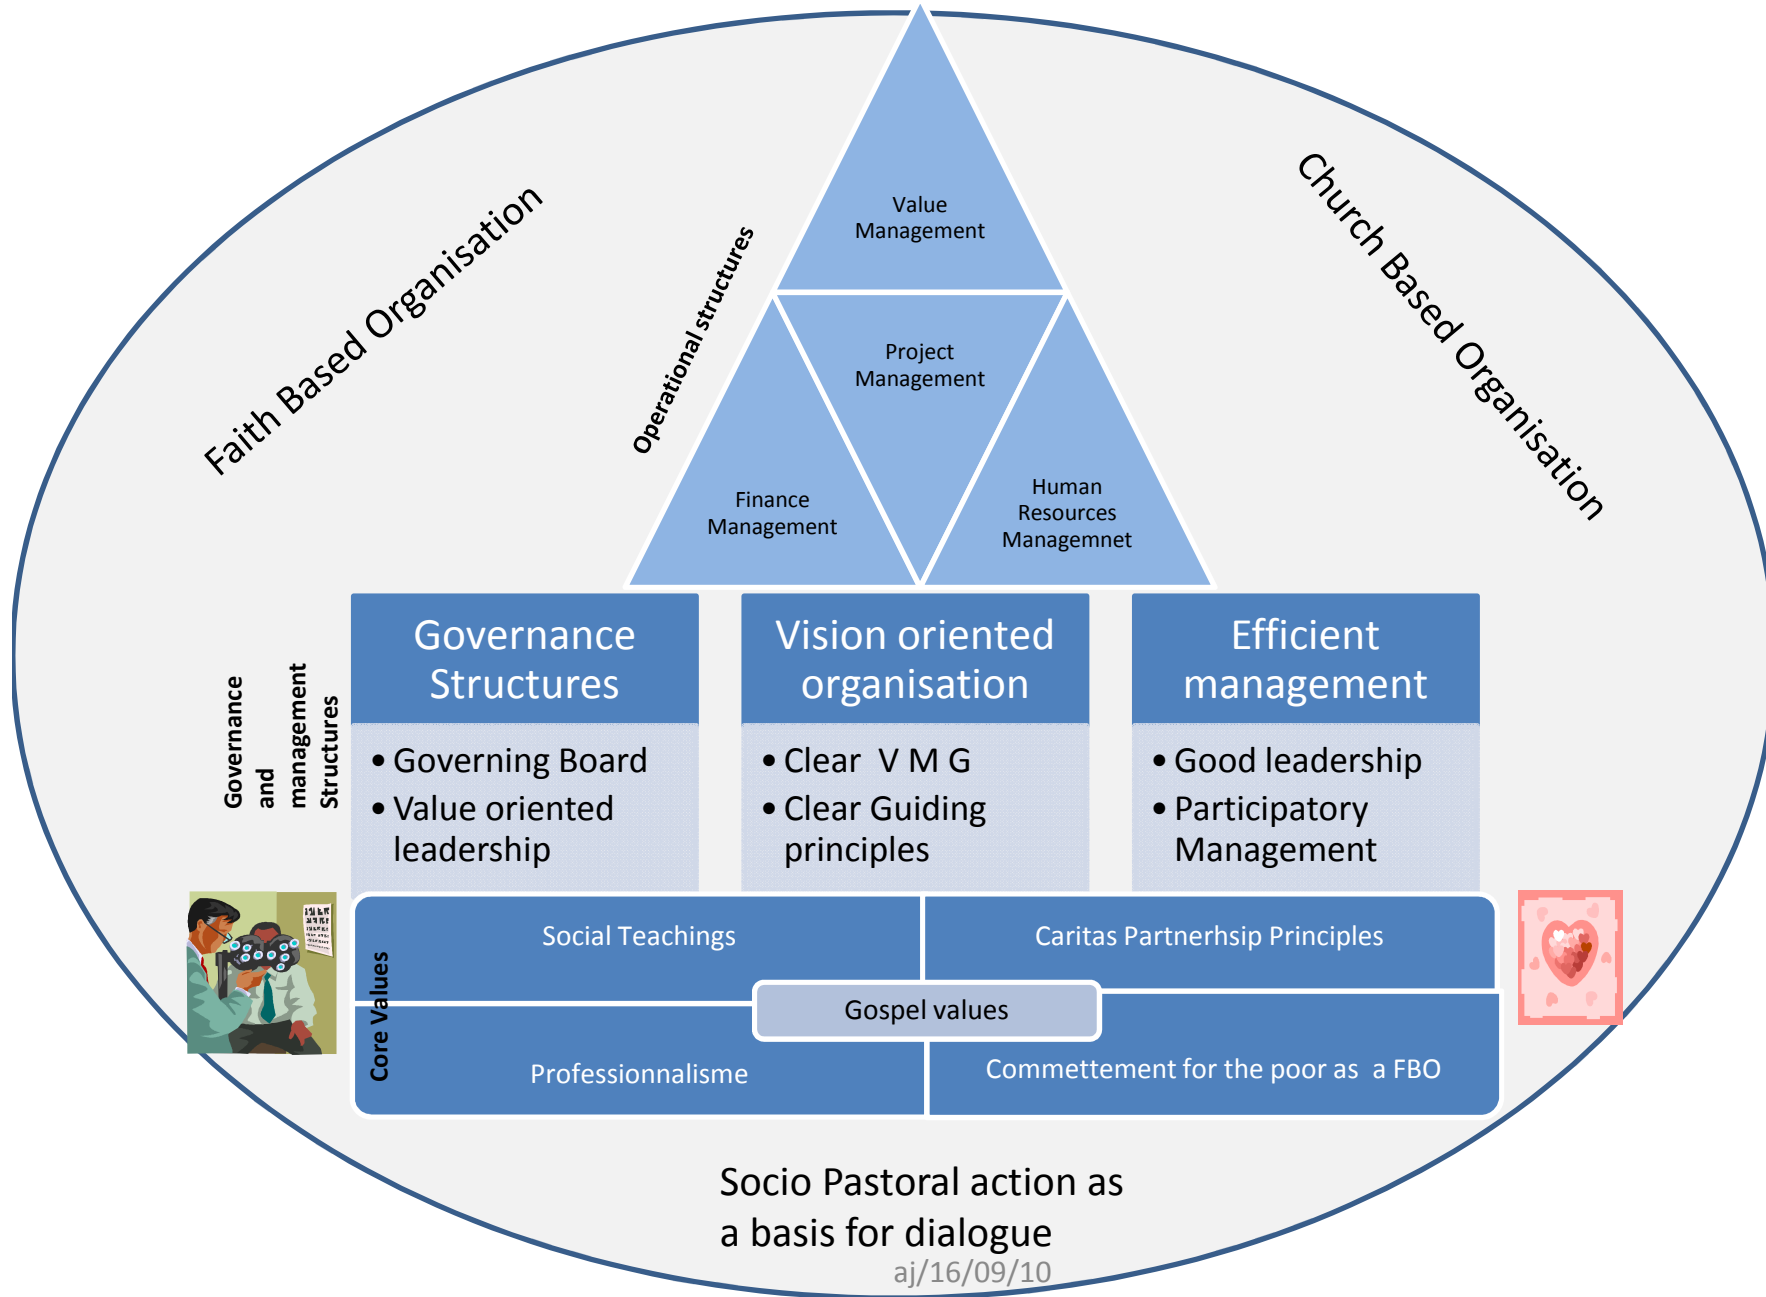 Faith Based Organisation
Church Based Organisation
Operational structures
Value
Management
Project
Management
Finance
Management
Human
Resources
Managemnet
Governance
and
management
Structures
Governance
Structures
• Governing Board
• Value oriented
leadership
Vision oriented
organisation
• Clear V M G
• Clear Guiding
principles
Efficient
management
• Good leadership
• Participatory
Management
Core Values
Social Teachings
Caritas Partnerhsip Principles
Gospel values
Professionnalisme
Commettement for the poor as a FBO
Socio Pastoral action as
a basis for dialogue
aj/16/09/10